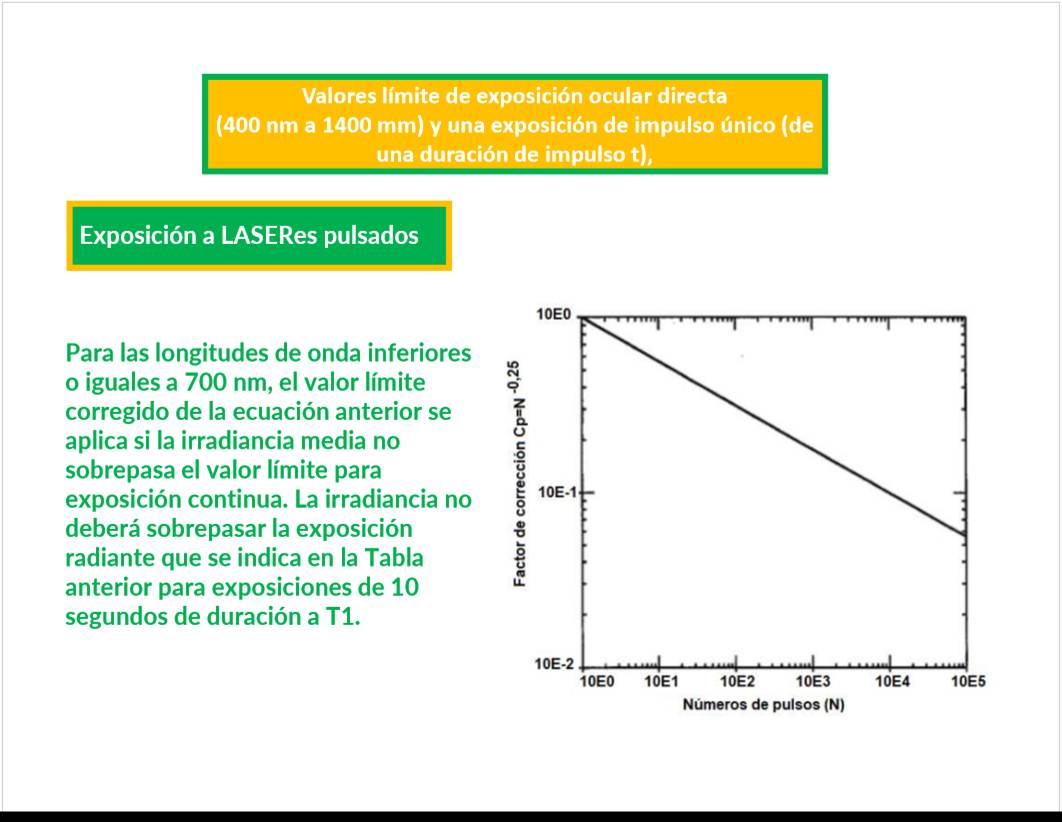 Valores límite de exposición ocular directa
(400 nm a 1400 mm) y una exposición de impulso único (de
una duración de impulso t),
Exposición a LASERes pulsados
Para las longitudes de onda inferiores
o iguales a 700 nm, el valor límite
corregido de la ecuación anterior se
aplica si la irradiancia media no
sobrepasa el valor límite para
exposición continua. La irradiancia no
deberá sobrepasar la exposición
radiante que se indica en la Tabla
anterior para exposiciones de 10
segundos de duración a T1.
Factor de corrección Cp=N -0,25
10E0
10E-1
10E-2
10E0 10E1 10E2 10E3 10E4 10E5
Números de pulsos (N)